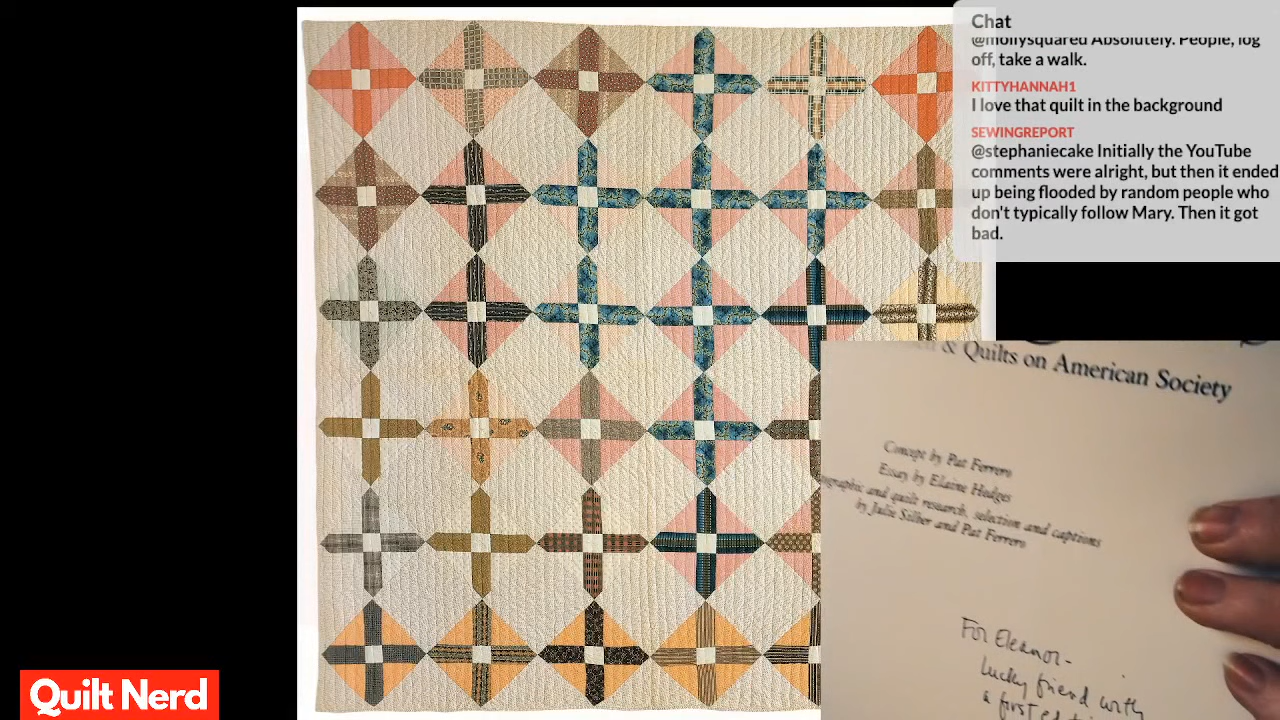 Chat
@mollysquared Absolutely. People, log
off, take a walk.
KITTYHANNAH1
I love that quilt in the background
SEWINGREPORT
@stephaniecake Initially the YouTube
comments were alright, but then it ended
up being flooded by random people who
don't typically follow Mary. Then it got
bad.
& Quilts on American Society
Concept by Pat Ferrero
Essay by Elaine Hedges
and quilt research, selection and captions
by Julie Silber and Pat Ferrero
For Eleanor-
lucky friend with
a first
Quilt Nerd